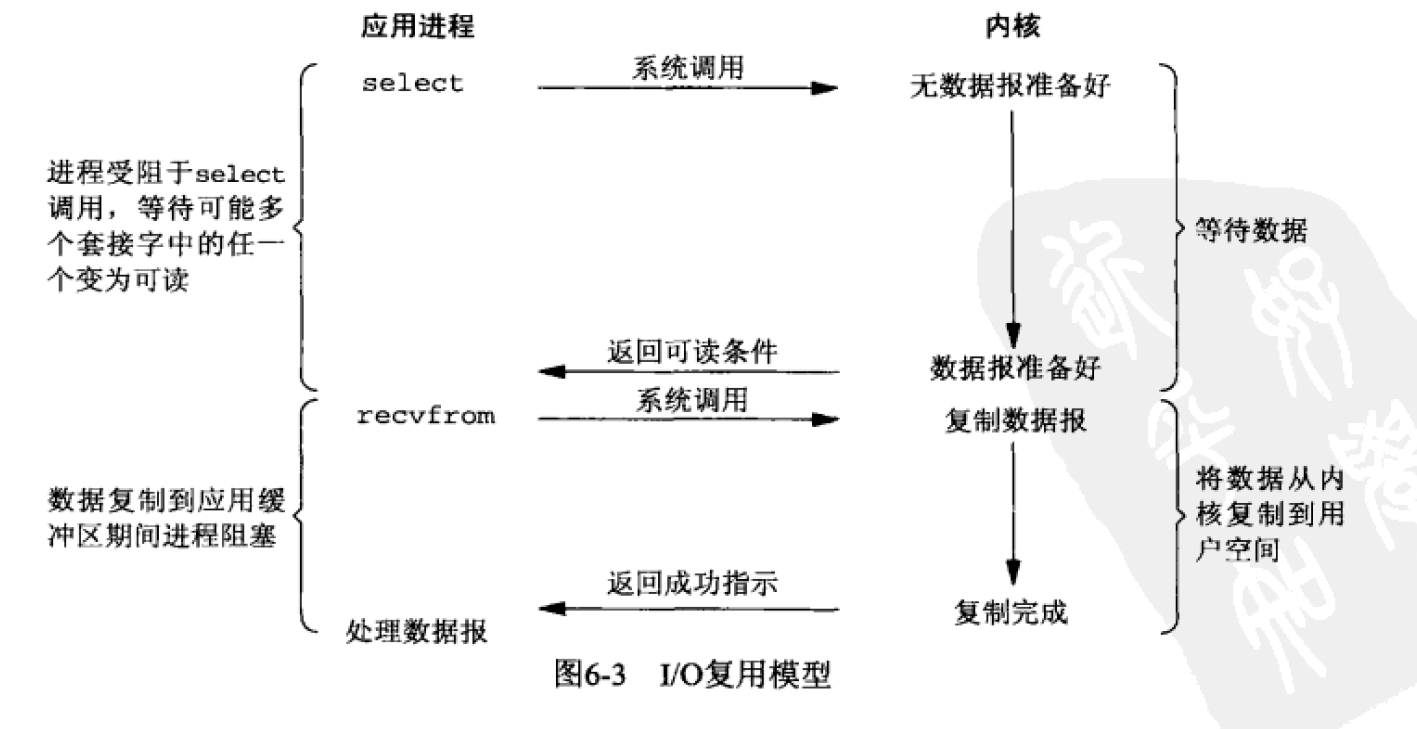 应用进程 内核
select 系统调用 无数据报准备好
进程受阻于select
调用，等待可能多
个套接字中的任一
个变为可读
等待数据
返回可读条件 数据报准备好
recvfrom 系统调用 复制数据报
数据复制到应用缓
冲区期间进程阻塞
将数据从内
核复制到用
户空间
返回成功指示 复制完成
处理数据报
图6-3 I/O复用模型